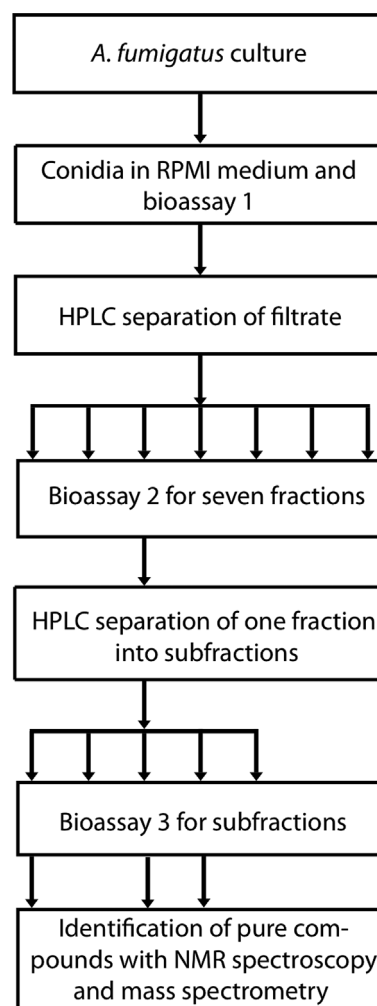 A. fumigatus culture
Conidia in RPMI medium and
bioassay 1
HPLC separation of filtrate
Bioassay 2 for seven fractions
HPLC separation of one fraction
into subfractions
Bioassay 3 for subfractions
Identification of pure com-
pounds with NMR spectroscopy
and mass spectrometry